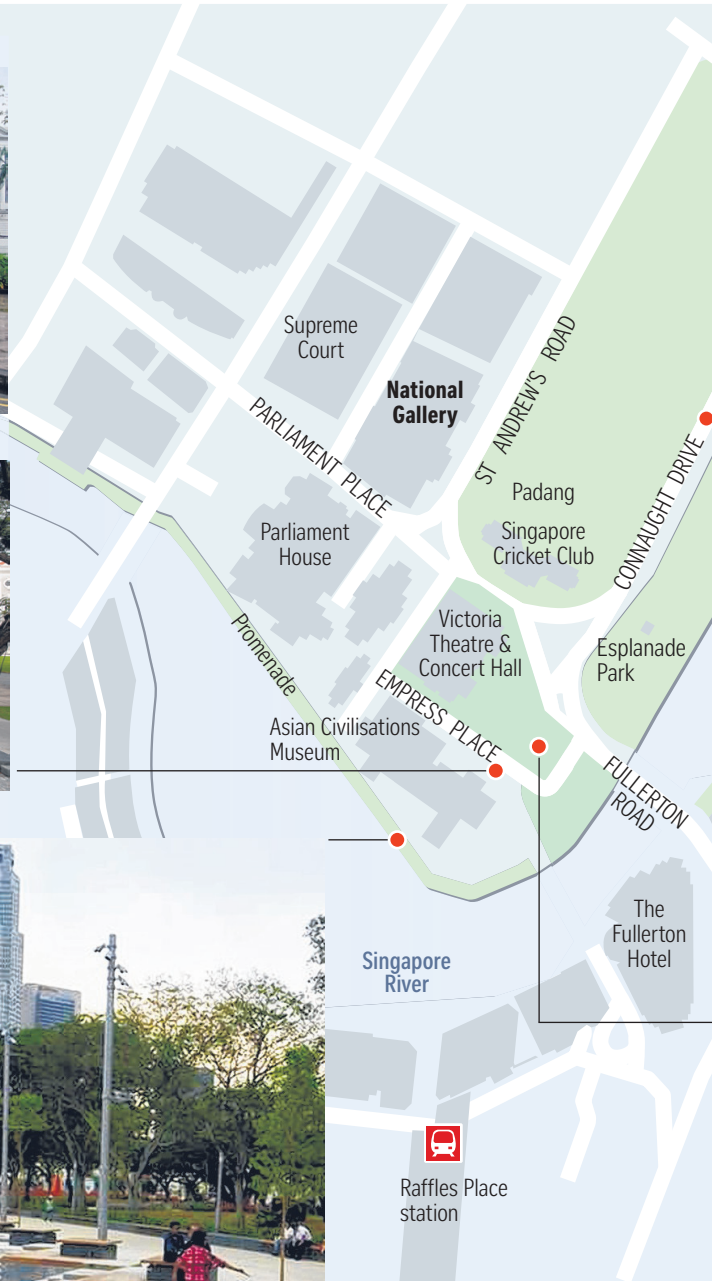 Supreme
Court
National
Gallery
ST ANDREW'S ROAD
PARLIAMENT PLACE
CONNAUGHT DRIVE
Padang
Singapore
Cricket Club
Parliament
House
Victoria
Theatre &
Concert Hall
Promenade
Esplanade
Park
EMPRESS PLACE
Asian Civilisations
Museum
FULLERTON
ROAD
The
Fullerton
Hotel
Singapore
River
Raffles Place
station